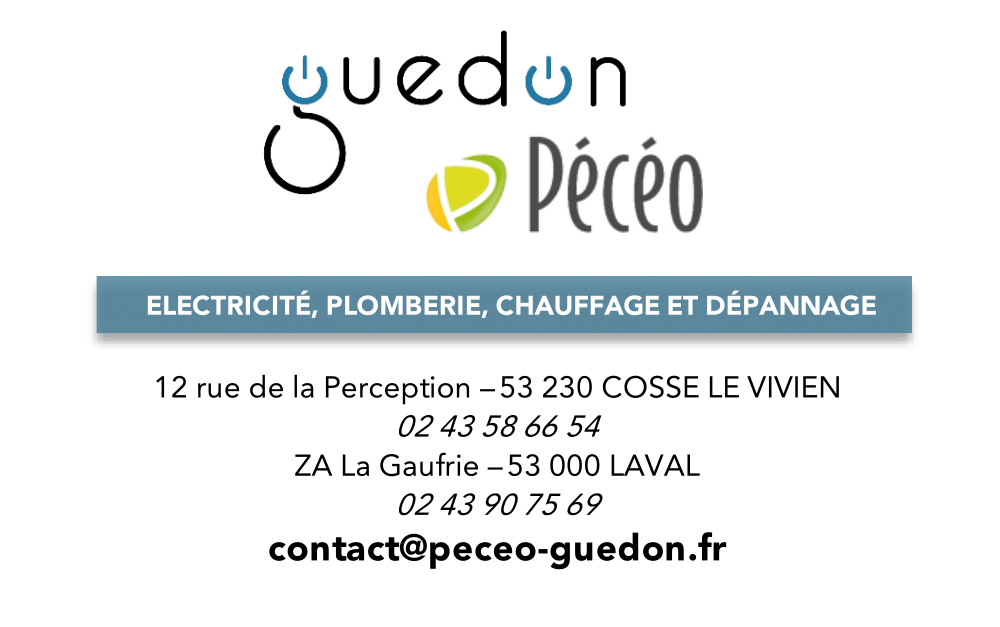 guedon
Pécéo
ELECTRICITÉ, PLOMBERIE, CHAUFFAGE ET DÉPANNAGE
12 rue de la Perception – 53 230 COSSE LE VIVIEN
02 43 58 66 54
ZA La Gaufrie – 53 000 LAVAL
02 43 90 75 69
contact@peceo-guedon.fr